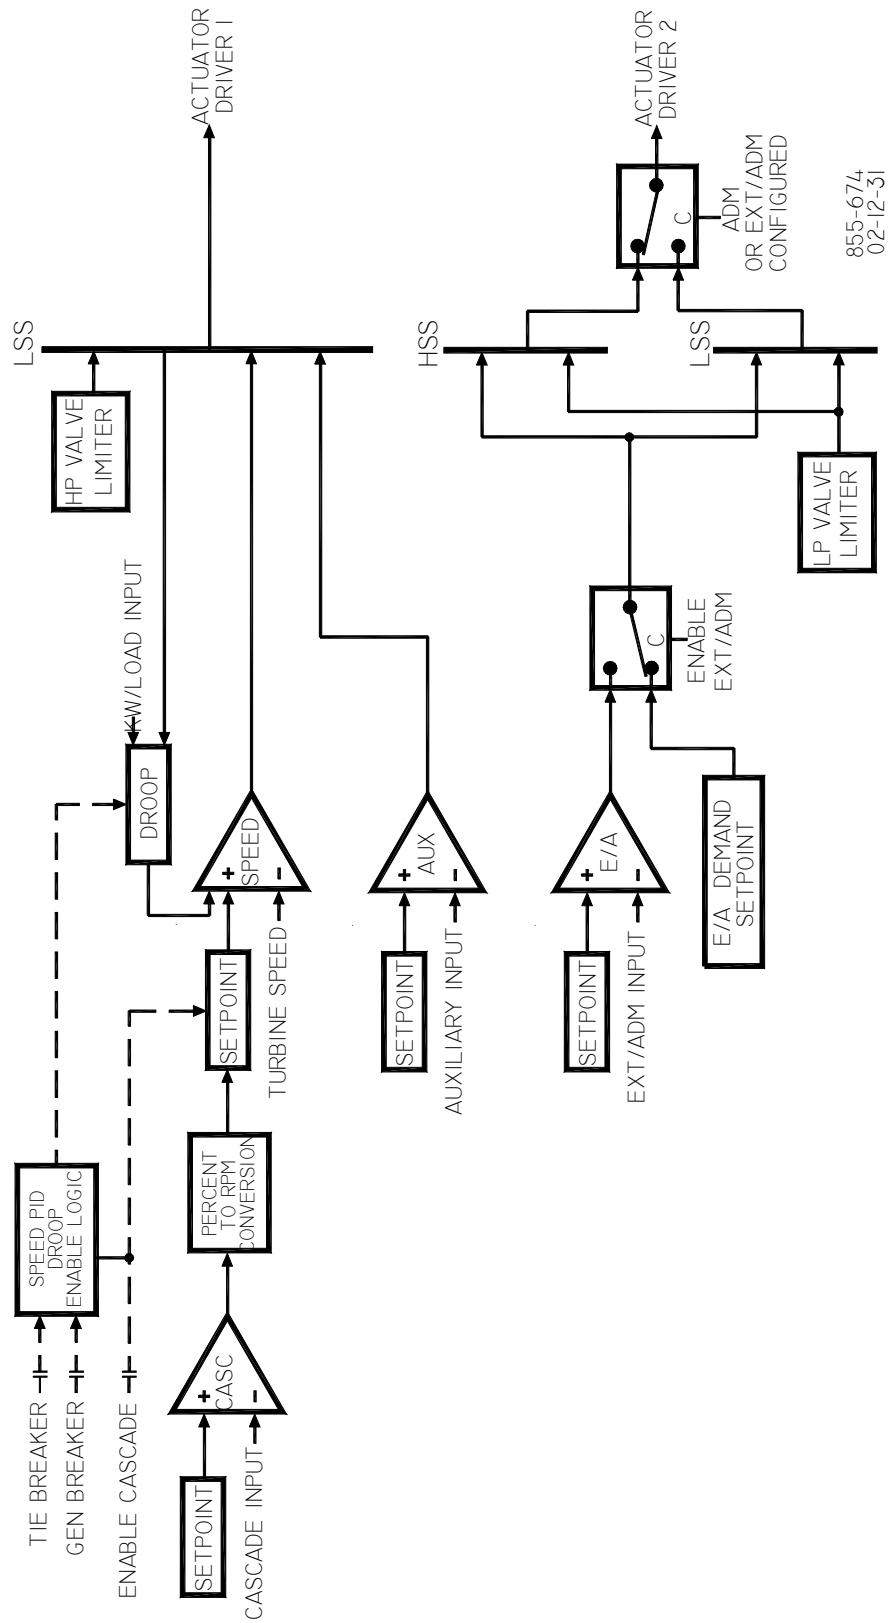 TIE BREAKER
GEN BREAKER
ENABLE CASCADE
SPEED PID
DROOP
ENABLE LOGIC
SETPOINT
CASCADE INPUT
+
CASC
-
PERCENT
TO RPM
CONVERSION
SETPOINT
TURBINE SPEED
DROOP
KW/LOAD INPUT
+
SPEED
-
HP VALVE
LIMITER
LSS
ACTUATOR
DRIVER 1
SETPOINT
AUXILIARY INPUT
+
AUX
-
SETPOINT
EXT/ADM INPUT
+
E/A
-
E/A DEMAND
SETPOINT
C
ENABLE
EXT/ADM
LP VALVE
LIMITER
HSS
LSS
C
ADM
OR EXT/ADM
CONFIGURED
ACTUATOR
DRIVER 2
855-674
02-12-31